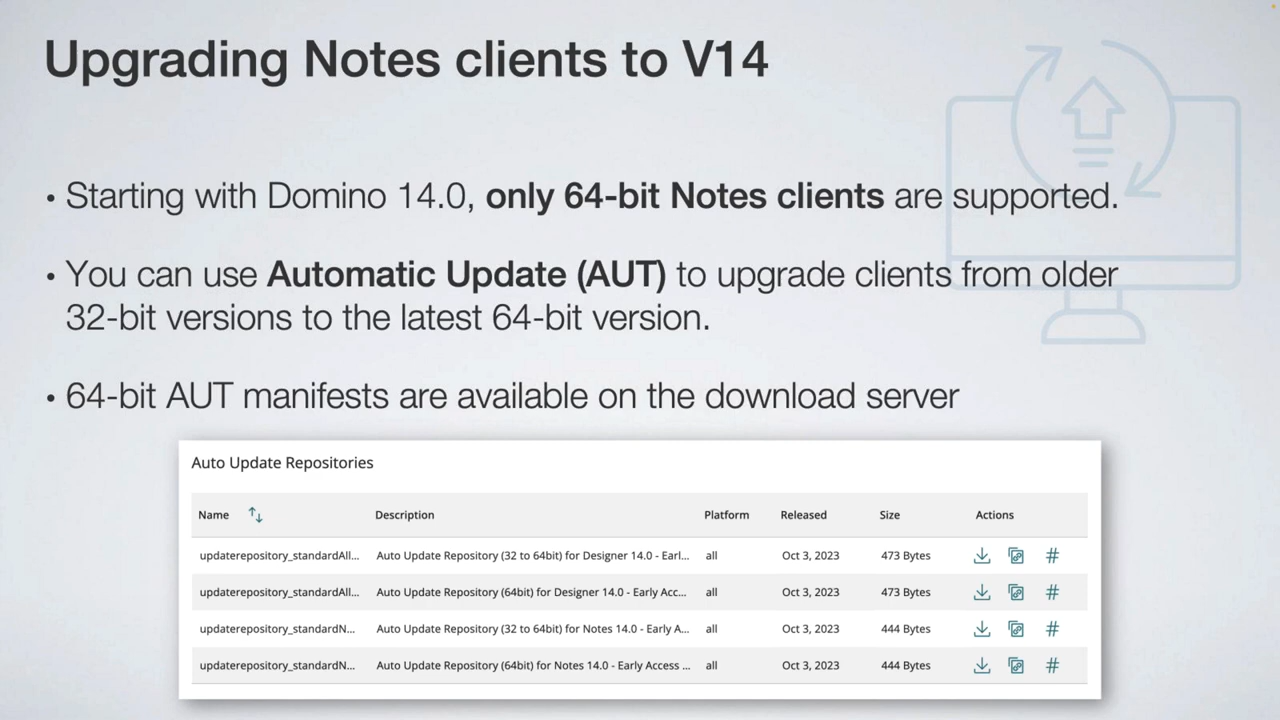 Upgrading Notes clients to V14
• Starting with Domino 14.0, only 64-bit Notes clients are supported.
• You can use Automatic Update (AUT) to upgrade clients from older
32-bit versions to the latest 64-bit version.
• 64-bit AUT manifests are available on the download server
Auto Update Repositories
Name Description Platform Released Size Actions
updaterepository_standardAll... Auto Update Repository (32 to 64bit) for Designer 14.0 - Earl... all Oct 3, 2023 473 Bytes #
updaterepository_standardAll... Auto Update Repository (64bit) for Designer 14.0 - Early Acc... all Oct 3, 2023 473 Bytes #
updaterepository_standardN... Auto Update Repository (32 to 64bit) for Notes 14.0 - Early A... all Oct 3, 2023 444 Bytes #
updaterepository_standardN... Auto Update Repository (64bit) for Notes 14.0 - Early Access ... all Oct 3, 2023 444 Bytes #